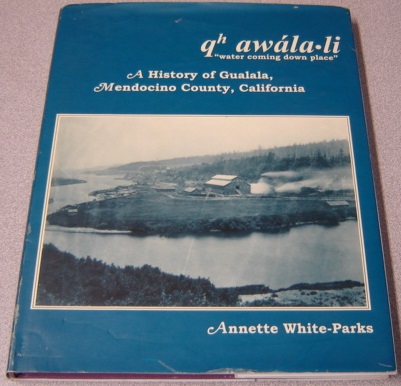 qʰ awála•li
"water coming down place"
A History of Gualala,
Mendocino County, California
Annette White-Parks